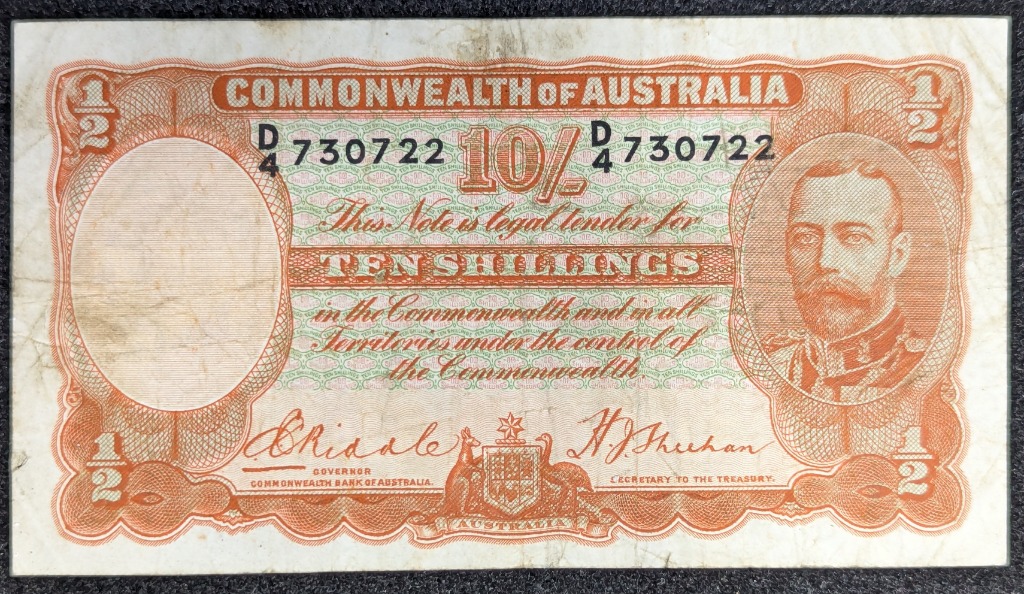 1/2 COMMONWEALTH OF AUSTRALIA 1/2
D/4 730722 10/- D/4 730722
This Note is legal tender for
TEN SHILLINGS
in the Commonwealth and in all
Territories under the control of
the Commonwealth
E C Riddle H. J. Sheehan
GOVERNOR
COMMONWEALTH BANK OF AUSTRALIA. SECRETARY TO THE TREASURY.
1/2 AUSTRALIA 1/2